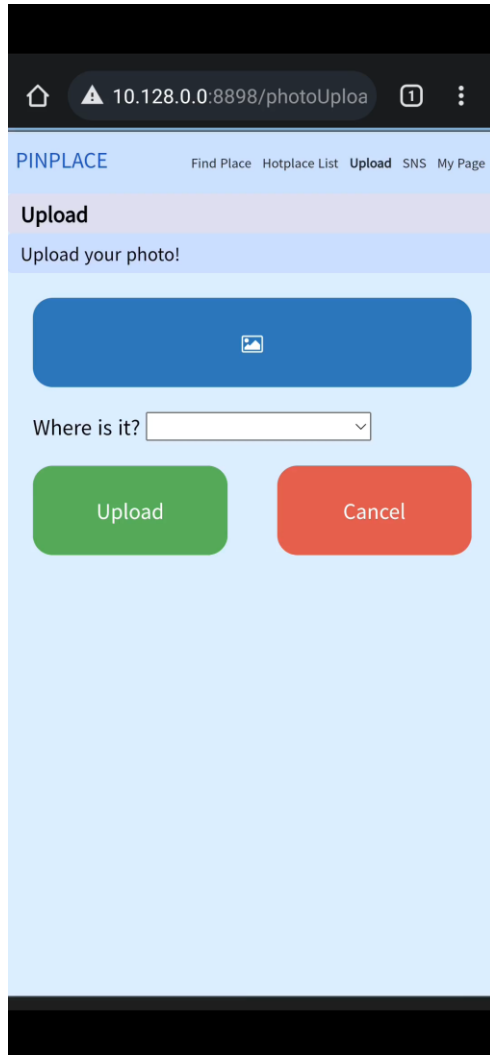 10.128.0.0:8898/photoUploa
1
PINPLACE Find Place Hotplace List Upload SNS My Page
Upload
Upload your photo!
Where is it?
Upload Cancel